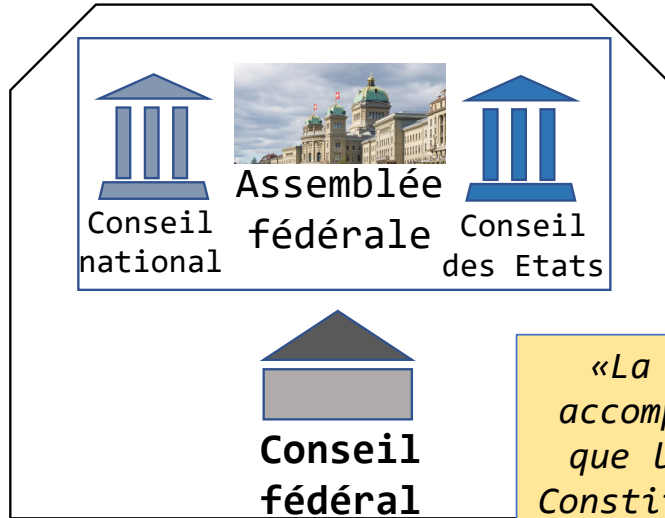 Assemblée
fédérale
Conseil
national
Conseil
des Etats
Conseil
fédéral
«La
accomp
que
Constit